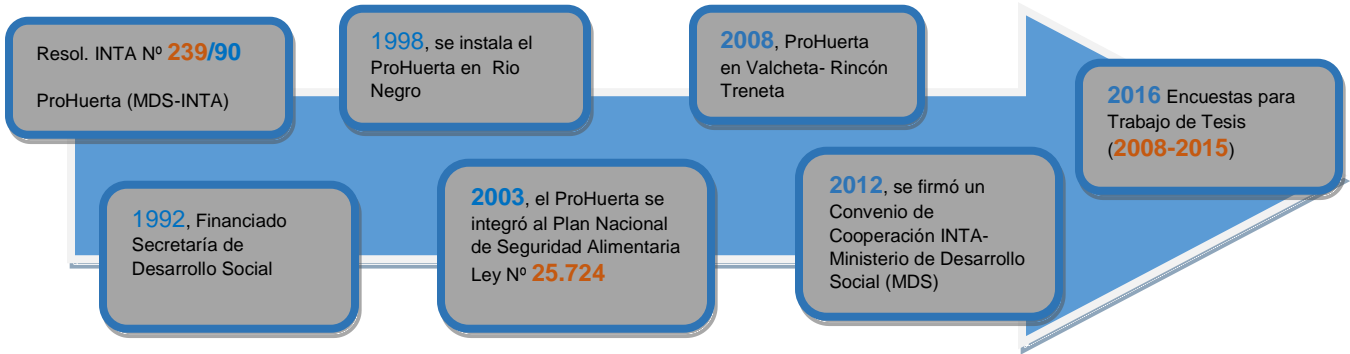 Resol. INTA Nº 239/90
ProHuerta (MDS-INTA)
1992, Financiado
Secretaría de
Desarrollo Social
1998, se instala el
ProHuerta en Rio
Negro
2003, el ProHuerta se
integró al Plan Nacional
de Seguridad Alimentaria
Ley Nº 25.724
2008, ProHuerta
en Valcheta- Rincón
Treneta
2012, se firmó un
Convenio de
Cooperación INTA-
Ministerio de Desarrollo
Social (MDS)
2016 Encuestas para
Trabajo de Tesis
(2008-2015)